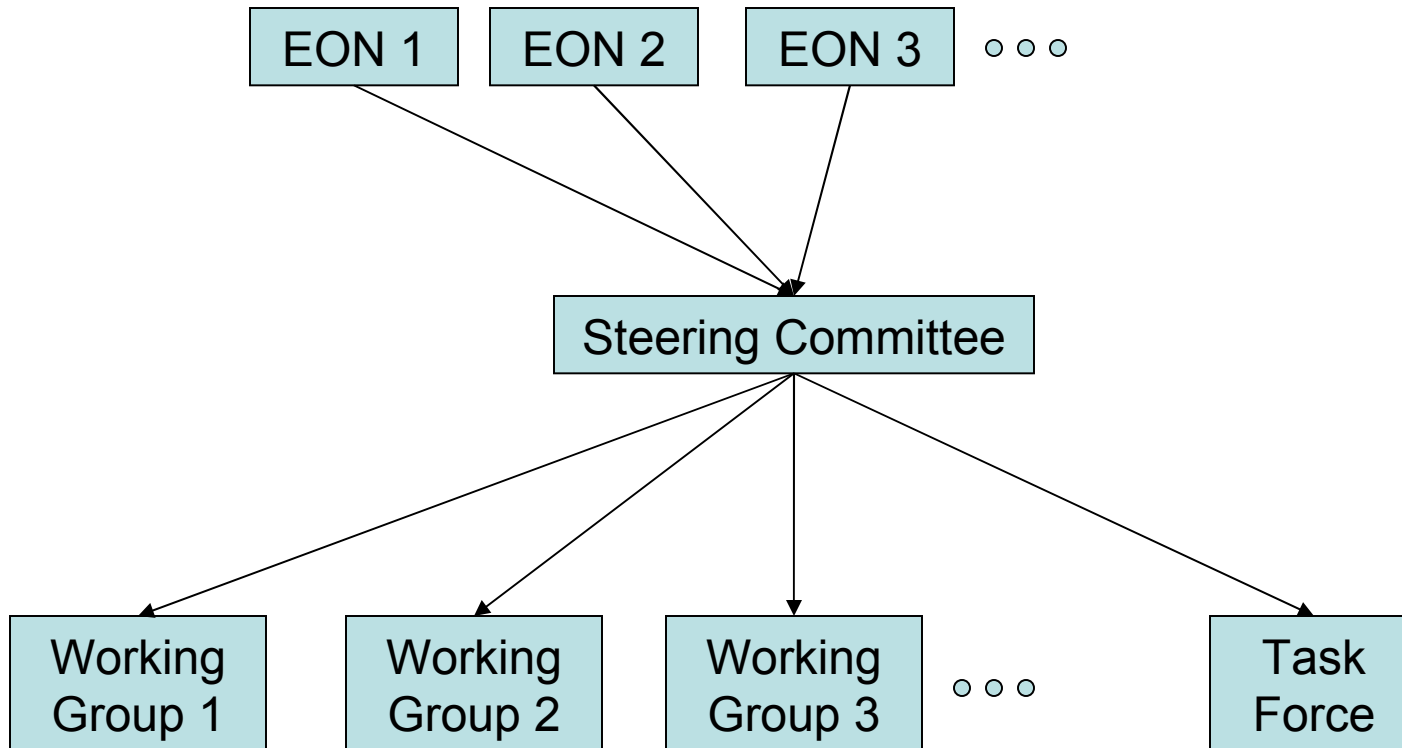 EON 1
EON 2
EON 3
Steering Committee
Working
Group 1
Working
Group 2
Working
Group 3
Task
Force